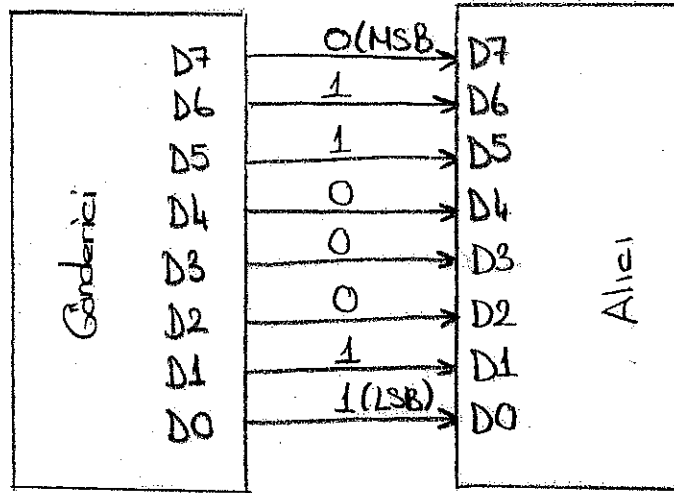 D7 0(MSB D7
D6 1 D6
D5 1 D5
D4 0 D4
D3 0 D3
D2 0 D2
D1 1 D1
D0 1(LSB) D0
Gönderici
Alıcı